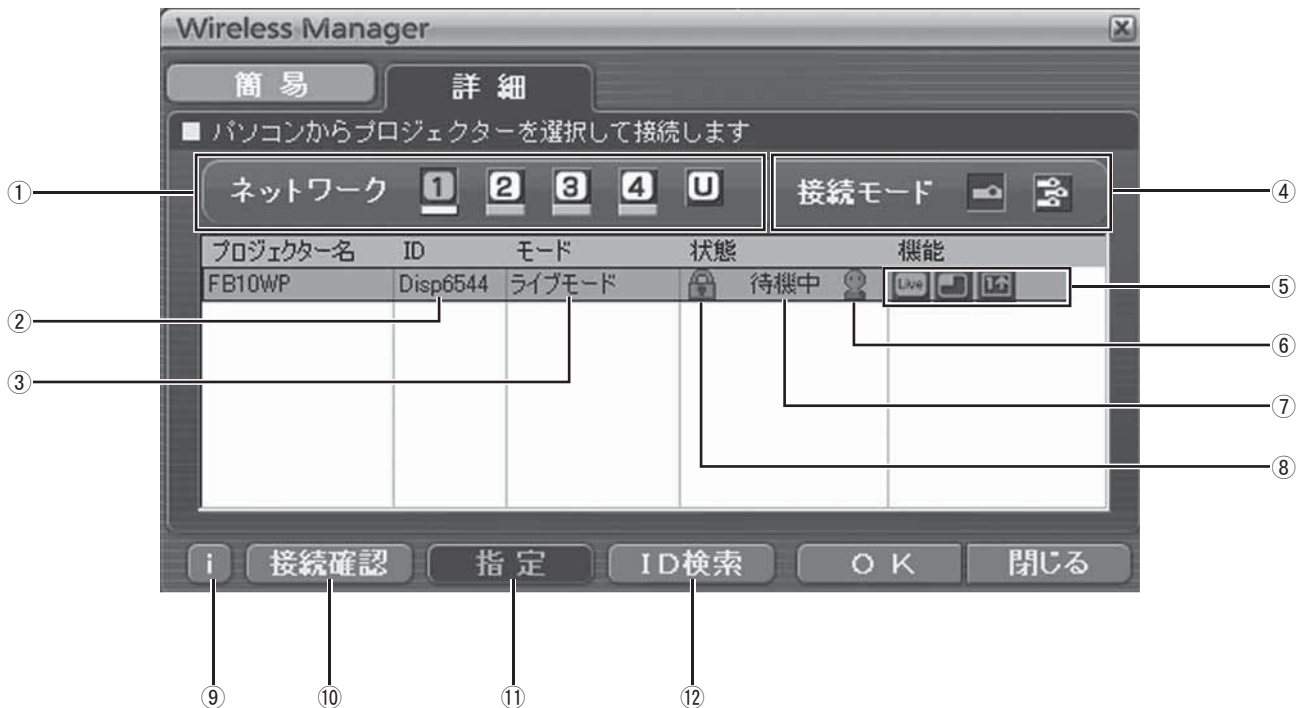 Wireless Manager
簡易 詳細
■ パソコンからプロジェクターを選択して接続します
① ネットワーク 1 2 3 4 U 接続モード ④
プロジェクター名 ID モード 状態 機能
FB10WP Disp6544 ライブモード 待機中 Live ⑤
②
⑥
③
⑦
⑧
i 接続確認 指定 ID検索 OK 閉じる
⑨ ⑩ ⑪ ⑫